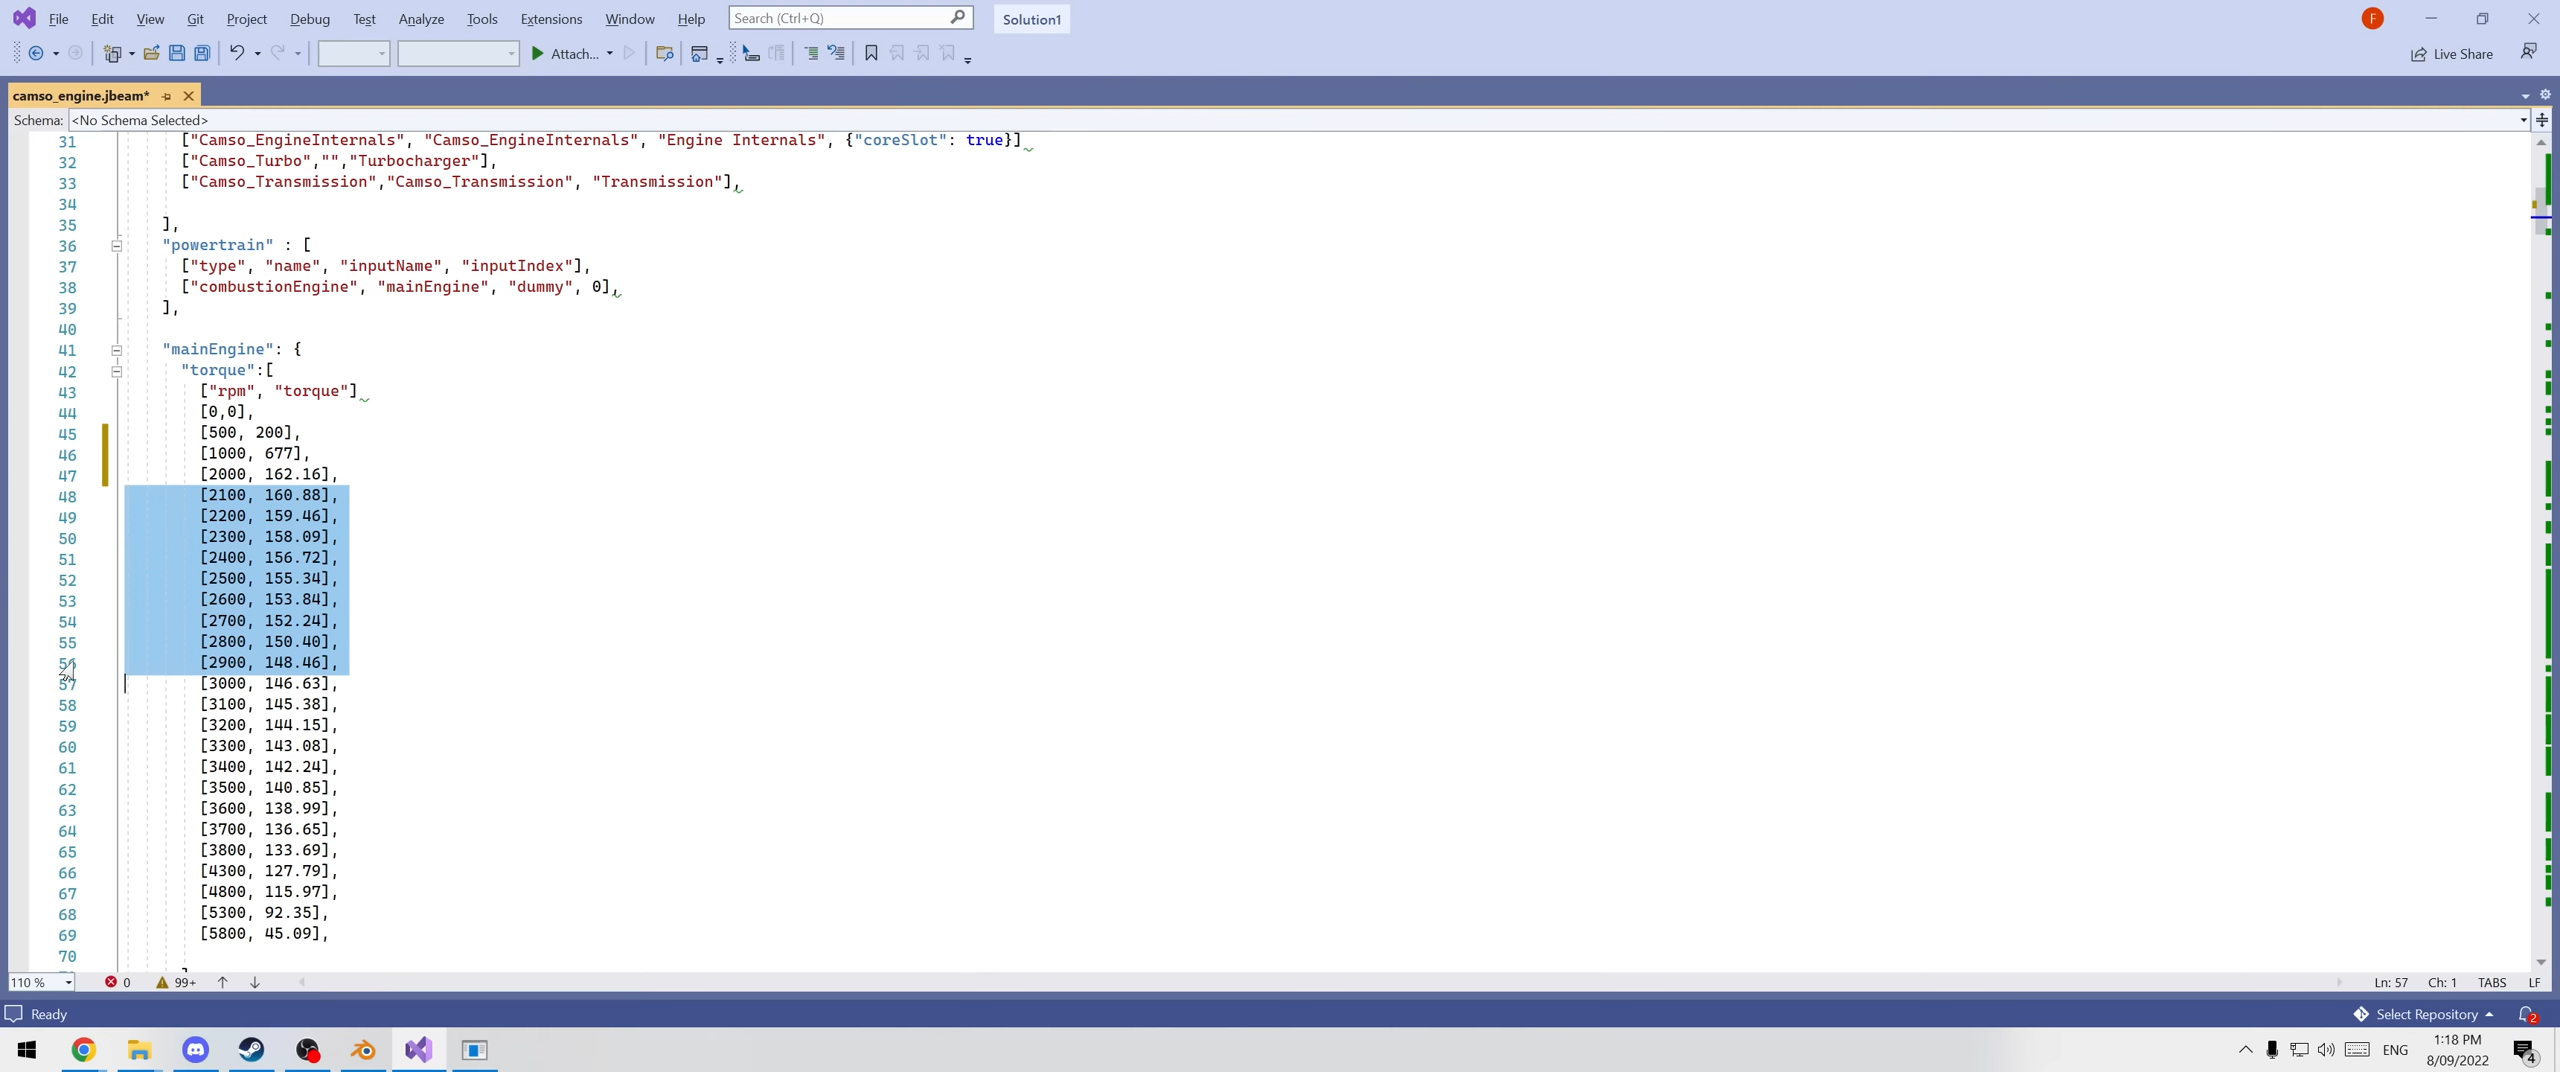 File Edit View Git Project Debug Test Analyze Tools Extensions Window Help Search (Ctrl+Q) Solution1 F
Attach... Live Share
camso_engine.jbeam*
Schema: <No Schema Selected>
31 ["Camso_EngineInternals", "Camso_EngineInternals", "Engine Internals", {"coreSlot": true}]
32 ["Camso_Turbo","","Turbocharger"],
33 ["Camso_Transmission","Camso_Transmission", "Transmission"],
34
35 ],
36 "powertrain" : [
37 ["type", "name", "inputName", "inputIndex"],
38 ["combustionEngine", "mainEngine", "dummy", 0],
39 ],
40
41 "mainEngine": {
42 "torque":[
43 ["rpm", "torque"]
44 [0,0],
45 [500, 200],
46 [1000, 677],
47 [2000, 162.16],
48 [2100, 160.88],
49 [2200, 159.46],
50 [2300, 158.09],
51 [2400, 156.72],
52 [2500, 155.34],
53 [2600, 153.84],
54 [2700, 152.24],
55 [2800, 150.40],
56 [2900, 148.46],
57 [3000, 146.63],
58 [3100, 145.38],
59 [3200, 144.15],
60 [3300, 143.08],
61 [3400, 142.24],
62 [3500, 140.85],
63 [3600, 138.99],
64 [3700, 136.65],
65 [3800, 133.69],
66 [4300, 127.79],
67 [4800, 115.97],
68 [5300, 92.35],
69 [5800, 45.09],
70
110 % 0 99+ Ln: 57 Ch: 1 TABS LF
Ready Select Repository 2
ENG 1:18 PM
8/09/2022 4